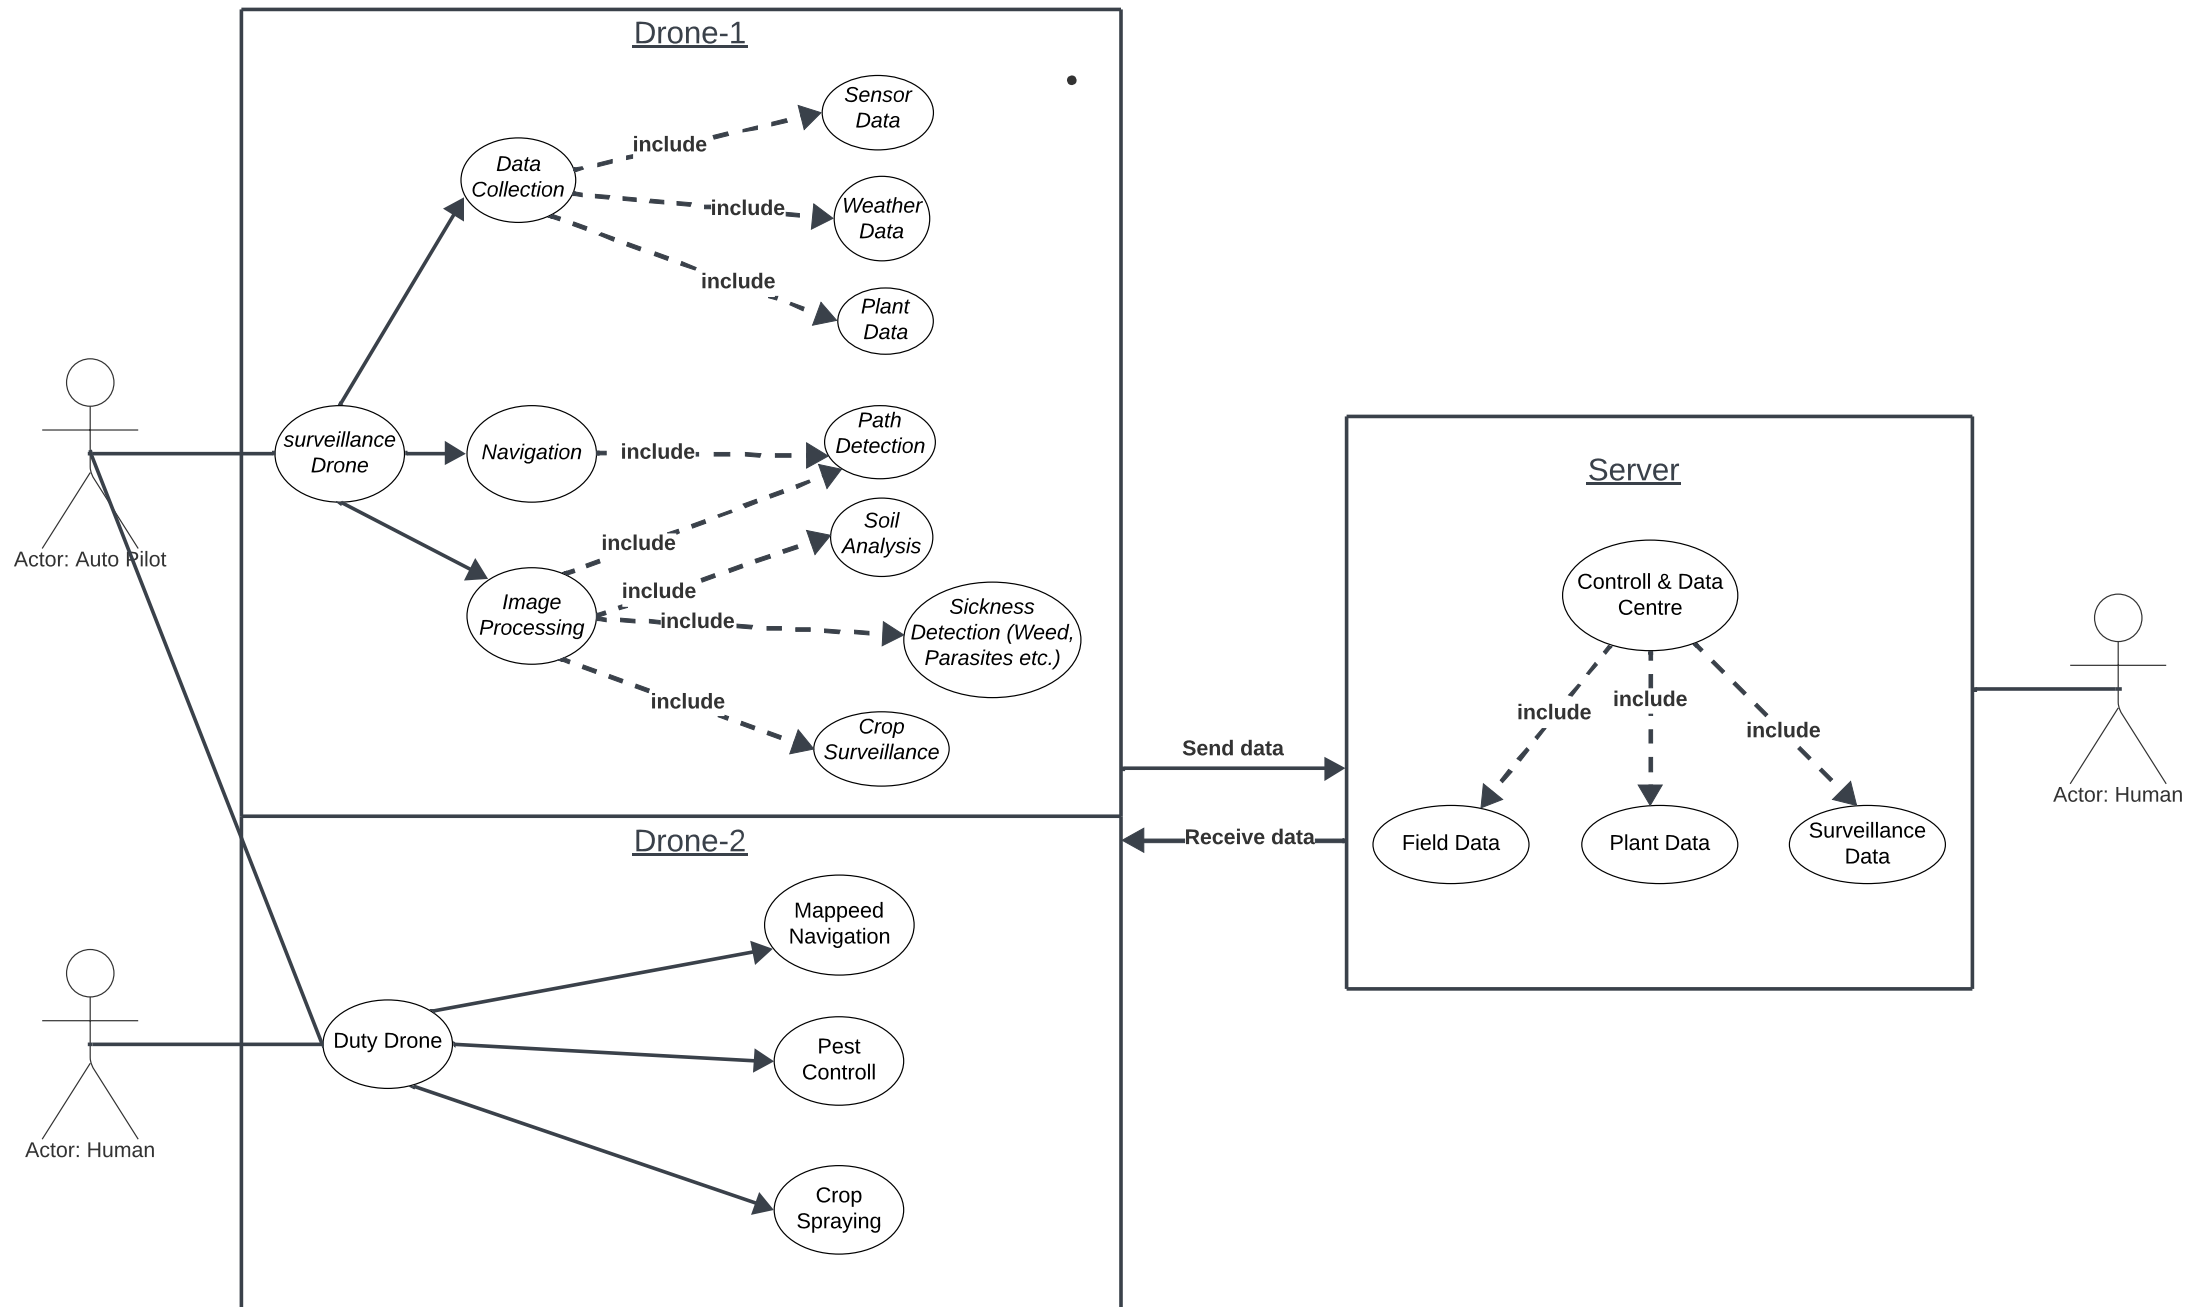 Drone-1
Sensor
Data
include
Data
Collection
include
Weather
Data
include
Plant
Data
surveillance
Drone
Navigation
include
Path
Detection
include
Soil
Analysis
include
Image
Processing
include
Sickness
Detection (Weed,
Parasites etc.)
include
Crop
Surveillance
Actor: Auto Pilot
Send data
Receive data
Server
Controll & Data
Centre
include
include
include
Field Data
Plant Data
Surveillance
Data
Actor: Human
Drone-2
Mappeed
Navigation
Duty Drone
Pest
Controll
Crop
Spraying
Actor: Human